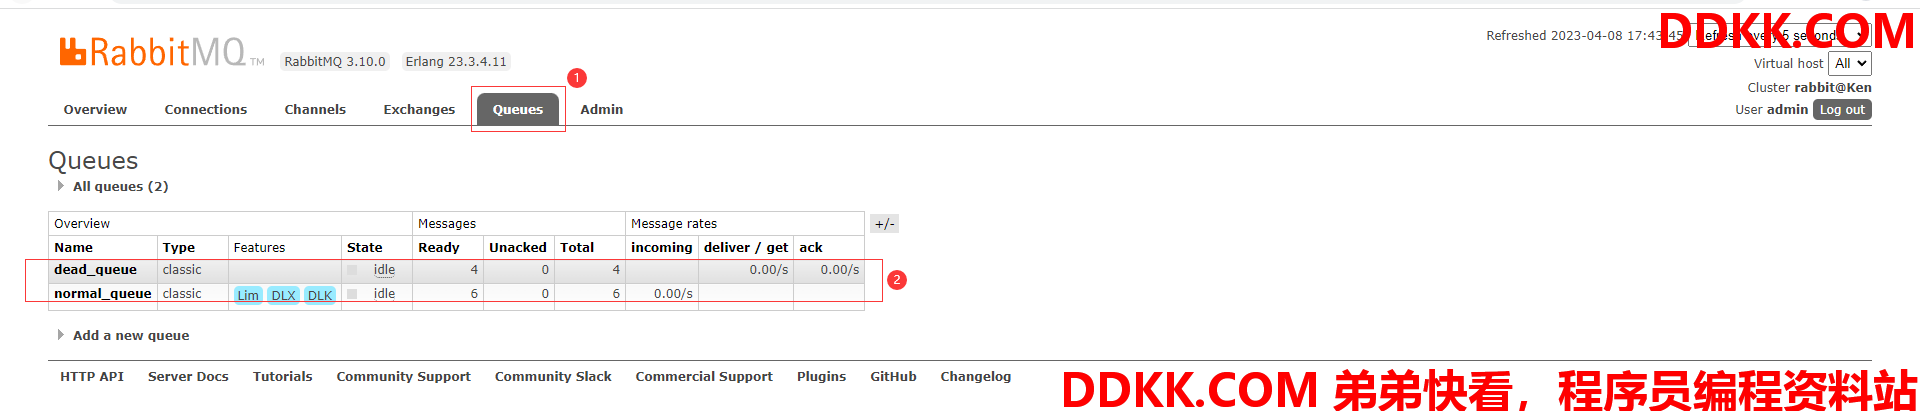 DDKK.COM
RabbitMQ TM RabbitMQ 3.10.0 Erlang 23.3.4.11
Refreshed 2023-04-08 17:43:45 Refresh every 5 seconds
Virtual host All
Cluster rabbit@Ken
User admin Log out
1
Overview Connections Channels Exchanges Queues Admin
Queues
All queues (2)
Overview Messages Message rates +/-
Name Type Features State Ready Unacked Total incoming deliver / get ack
dead_queue classic idle 4 0 4 0.00/s 0.00/s
2
normal_queue classic Lim DLX DLK idle 6 0 6 0.00/s
Add a new queue
HTTP API Server Docs Tutorials Community Support Community Slack Commercial Support Plugins GitHub Changelog
DDKK.COM 弟弟快看，程序员编程资料站